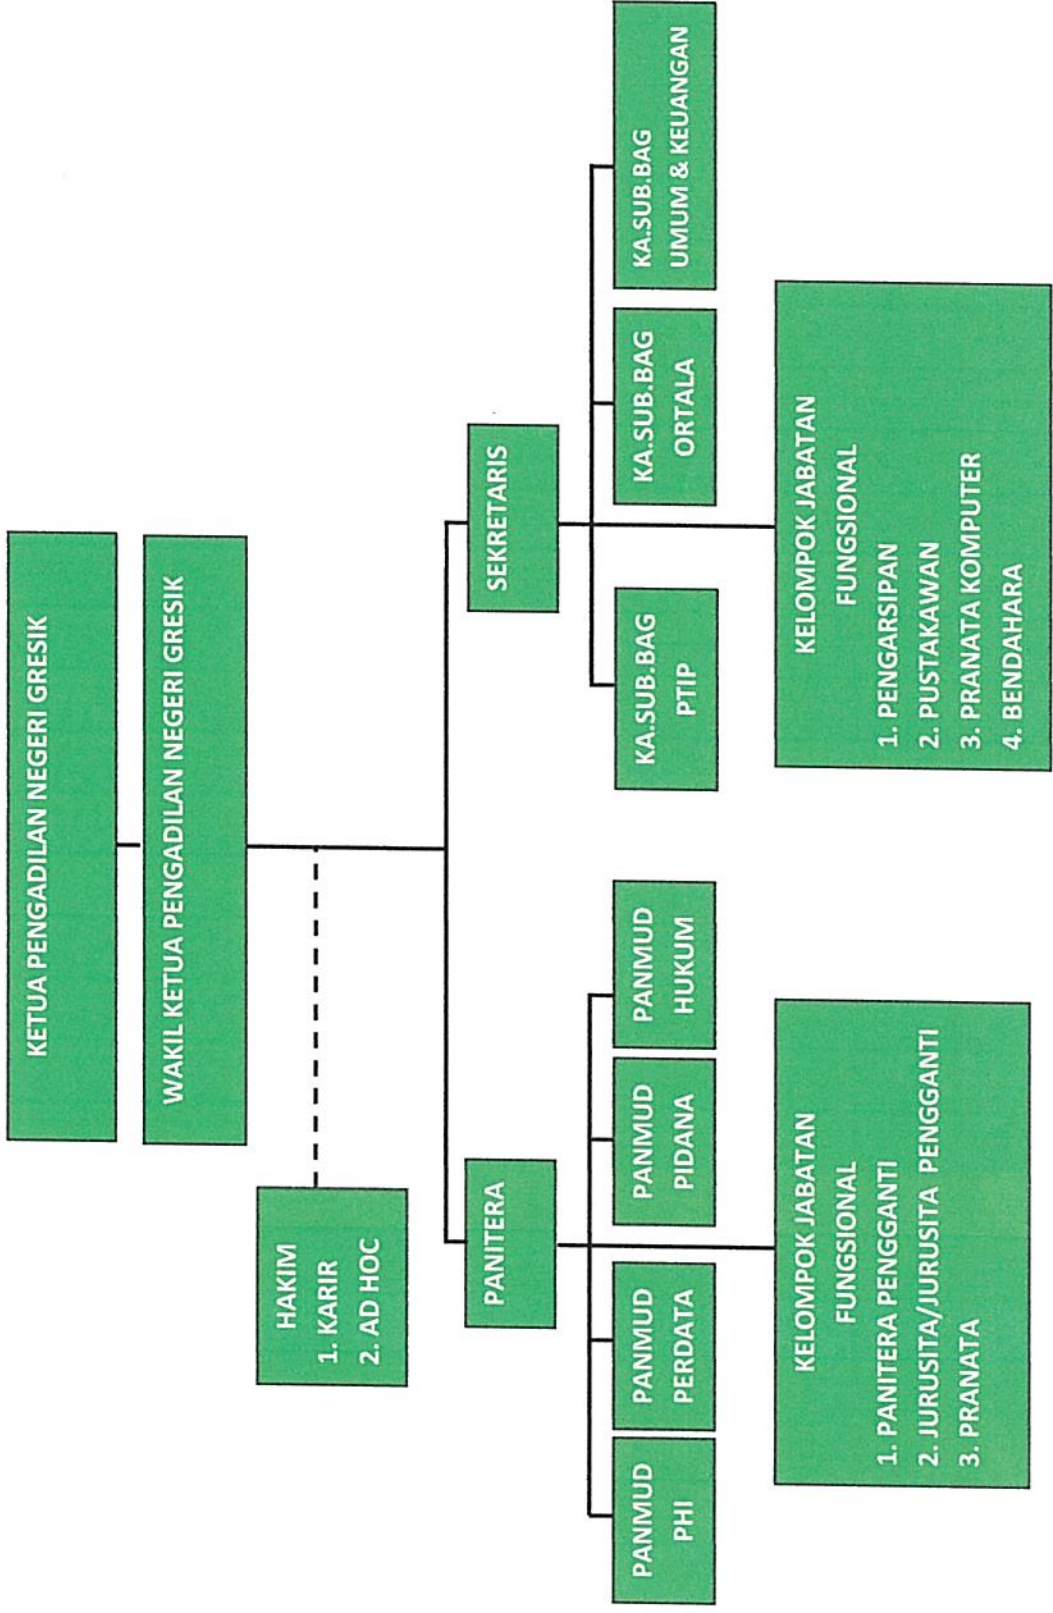 KETUA PENGADILAN NEGERI GRESIK
WAKIL KETUA PENGADILAN NEGERI GRESIK
HAKIM
1. KARIR
2. AD HOC
PANITERA
SEKRETARIS
PANMUD
PHI
PANMUD
PERDATA
PANMUD
PIDANA
PANMUD
HUKUM
KA.SUB.BAG
PTIP
KA.SUB.BAG
ORTALA
KA.SUB.BAG
UMUM & KEUANGAN
KELOMPOK JABATAN
FUNGSIONAL
1. PANITERA PENGGANTI
2. JURUSITA/JURUSITA PENGGANTI
3. PRANATA
KELOMPOK JABATAN
FUNGSIONAL
1. PENGARSIPAN
2. PUSTAKAWAN
3. PRANATA KOMPUTER
4. BENDAHARA